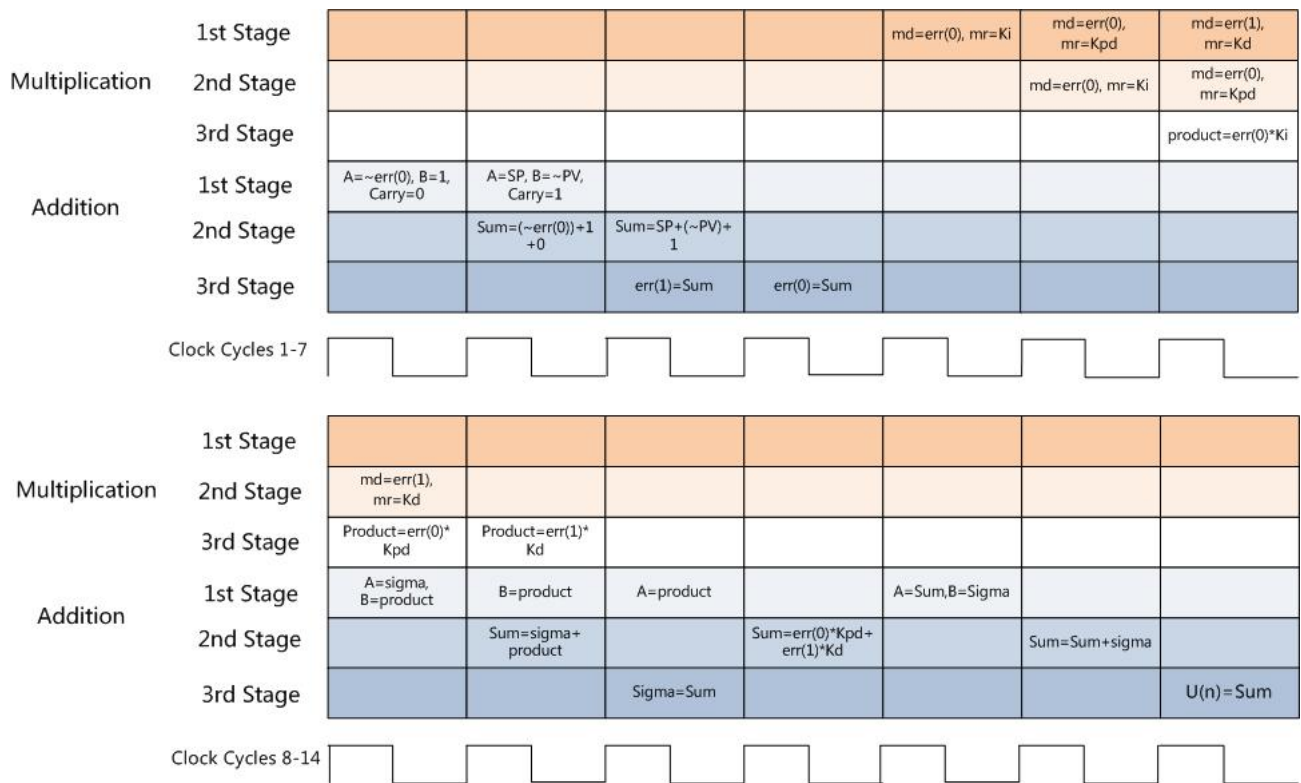 1st Stage
md=err(0), mr=Ki
md=err(0),
mr=Kpd
md=err(1),
mr=Kd
Multiplication
2nd Stage
md=err(0), mr=Ki
md=err(0),
mr=Kpd
3rd Stage
product=err(0)*Ki
Addition
1st Stage
A=~err(0), B=1,
Carry=0
A=SP, B=~PV,
Carry=1
2nd Stage
Sum=(~err(0))+1
+0
Sum=SP+(~PV)+
1
3rd Stage
err(1)=Sum
err(0)=Sum
Clock Cycles 1-7
1st Stage
Multiplication
2nd Stage
md=err(1),
mr=Kd
3rd Stage
Product=err(0)*
Kpd
Product=err(1)*
Kd
Addition
1st Stage
A=sigma,
B=product
B=product
A=product
A=Sum,B=Sigma
2nd Stage
Sum=sigma+
product
Sum=err(0)*Kpd+
err(1)*Kd
Sum=Sum+sigma
3rd Stage
Sigma=Sum
U(n)=Sum
Clock Cycles 8-14